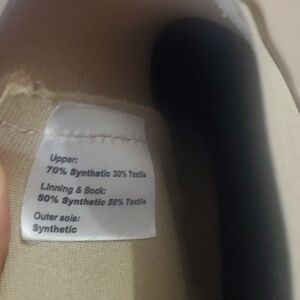 Upper:
70% Synthetic 30% Textile
Linning & Sock:
50% Synthetic 50% Textile
Outer sole:
Synthetic